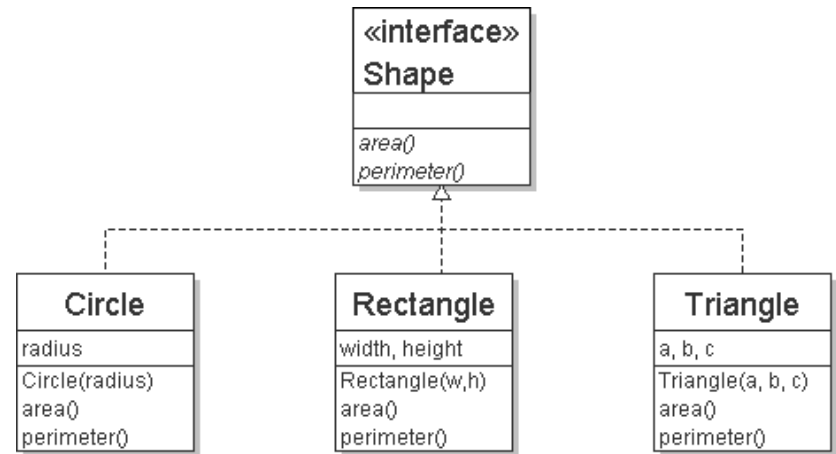 «interface»
Shape
area()
perimeter()
Circle
radius
Circle(radius)
area()
perimeter()
Rectangle
width, height
Rectangle(w,h)
area()
perimeter()
Triangle
a, b, c
Triangle(a, b, c)
area()
perimeter()